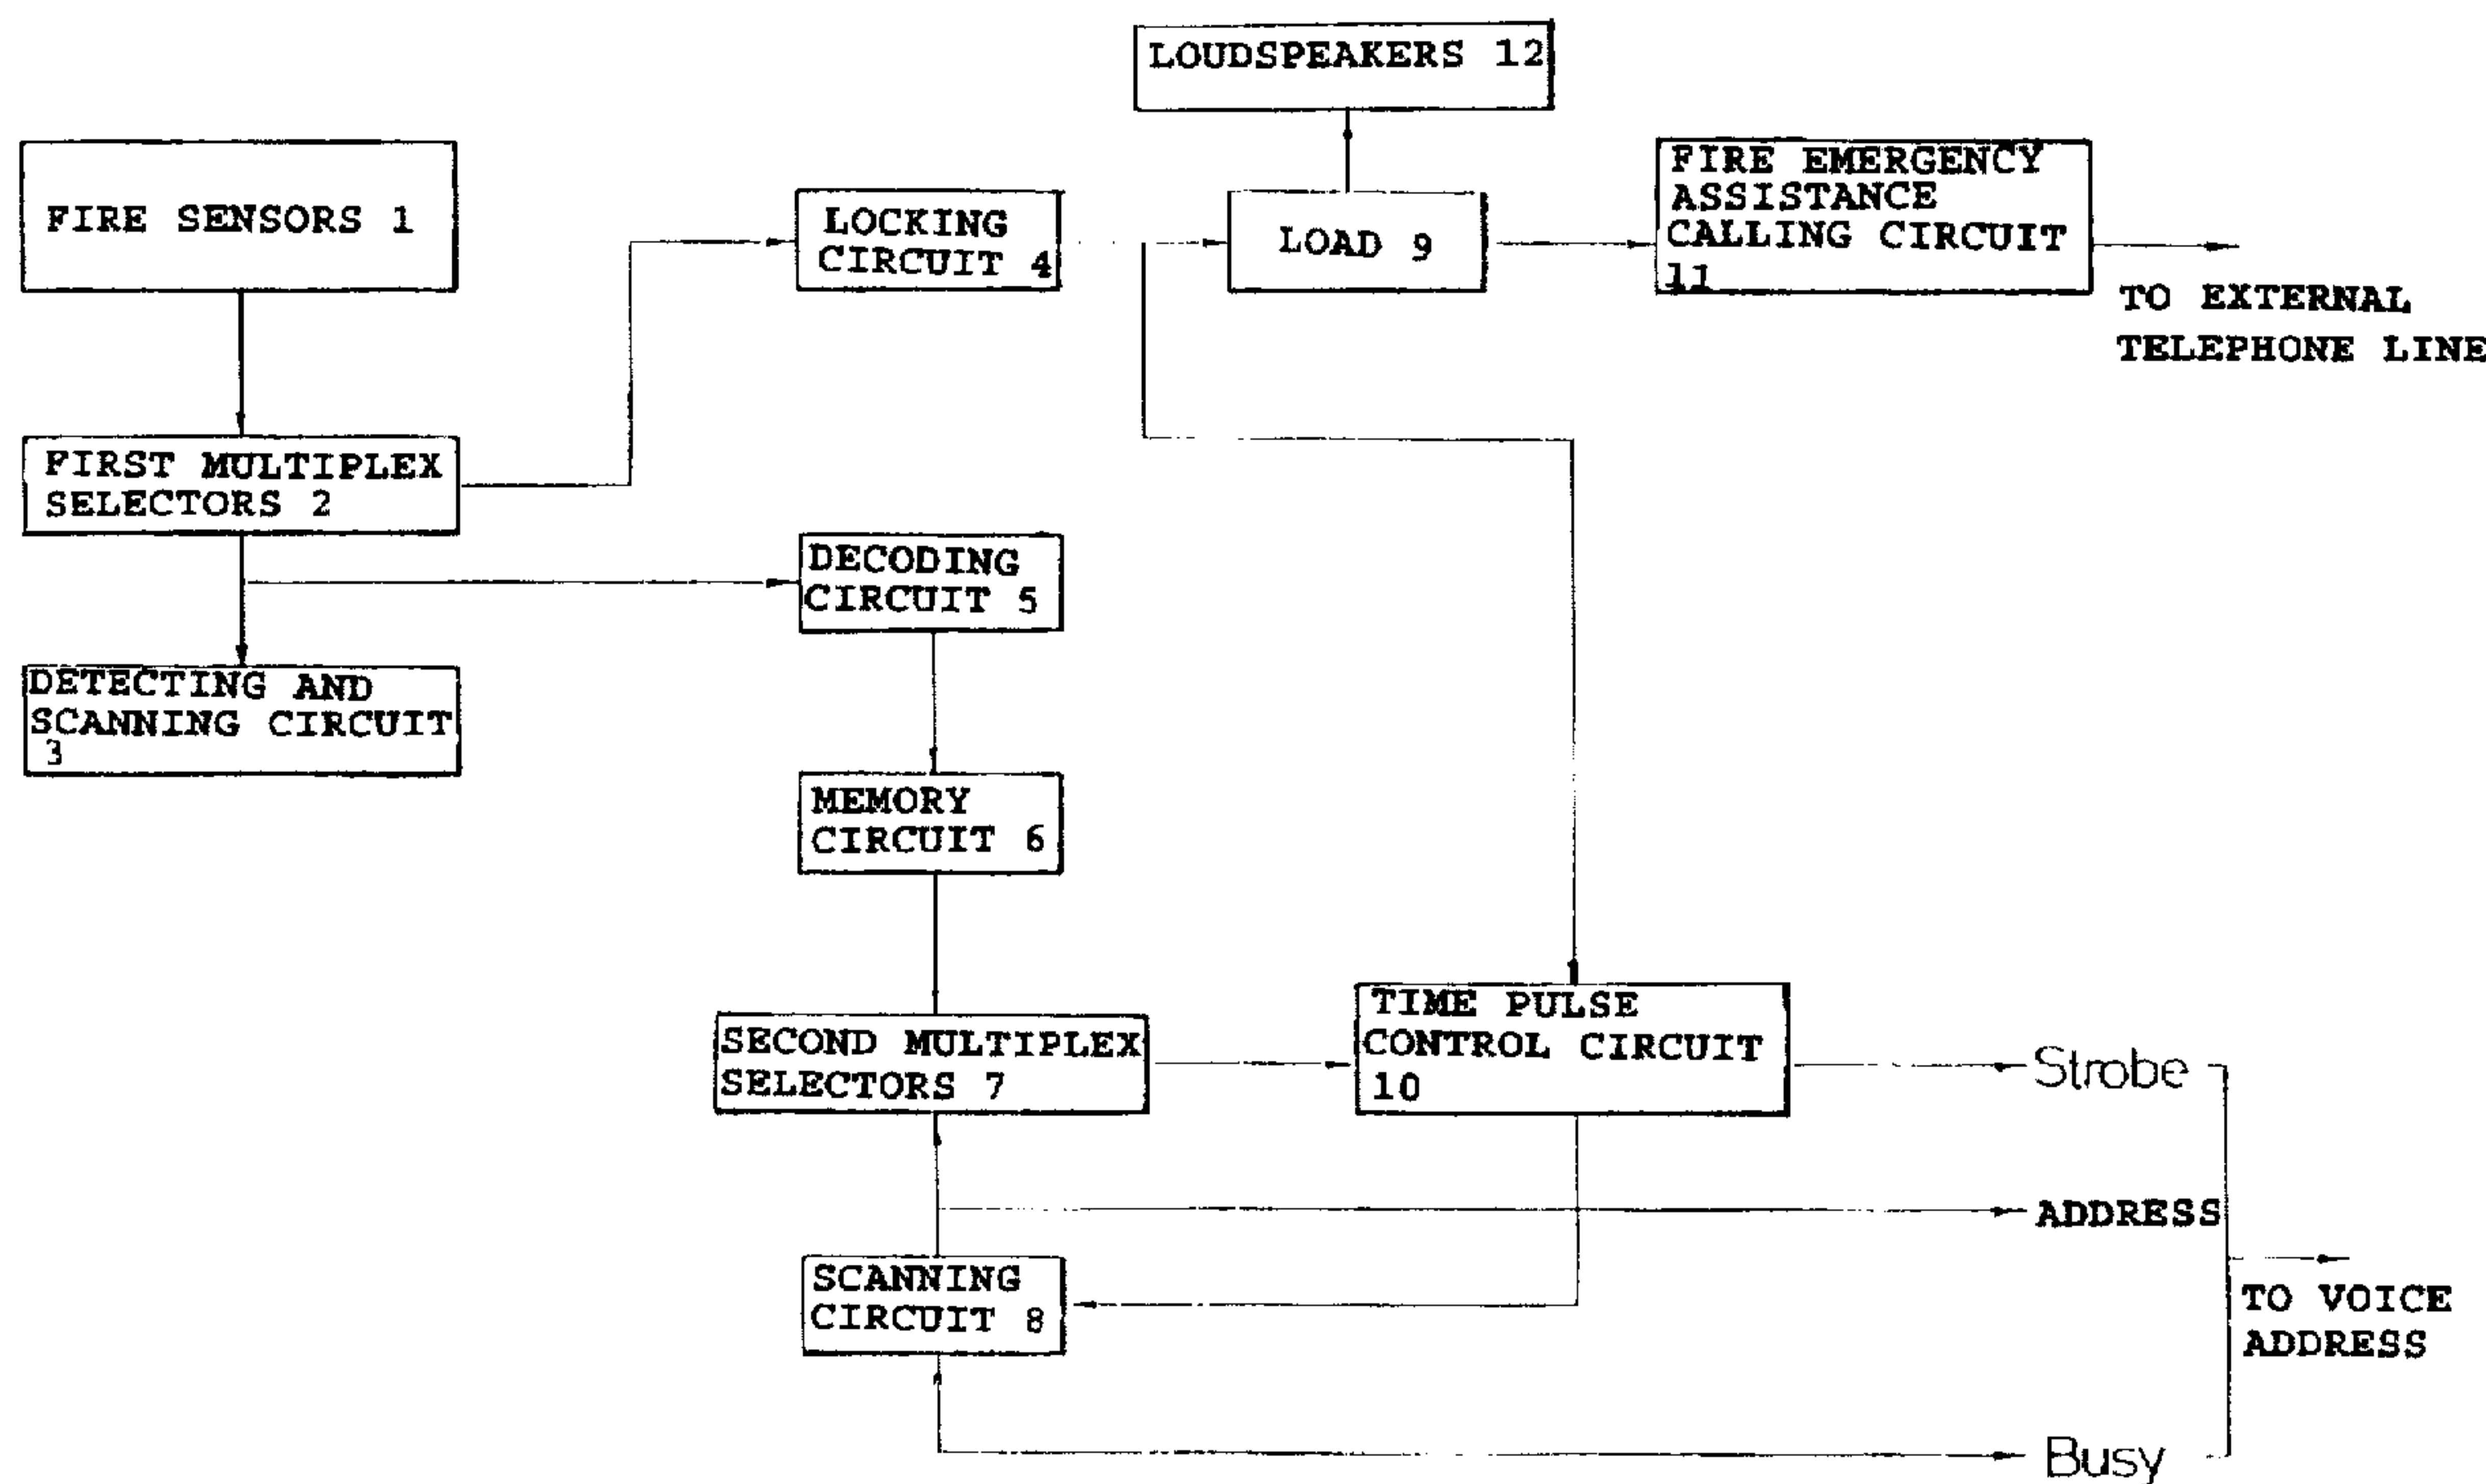 LOUDSPEAKERS 12
FIRE SENSORS 1
LOCKING
CIRCUIT 4
LOAD 9
FIRE EMERGENCY
ASSISTANCE
CALLING CIRCUIT
11
TO EXTERNAL
TELEPHONE LINE
FIRST MULTIPLEX
SELECTORS 2
DECODING
CIRCUIT 5
DETECTING AND
SCANNING CIRCUIT
3
MEMORY
CIRCUIT 6
SECOND MULTIPLEX
SELECTORS 7
TIME PULSE
CONTROL CIRCUIT
10
Strobe
ADDRESS
SCANNING
CIRCUIT 8
TO VOICE
ADDRESS
Busy